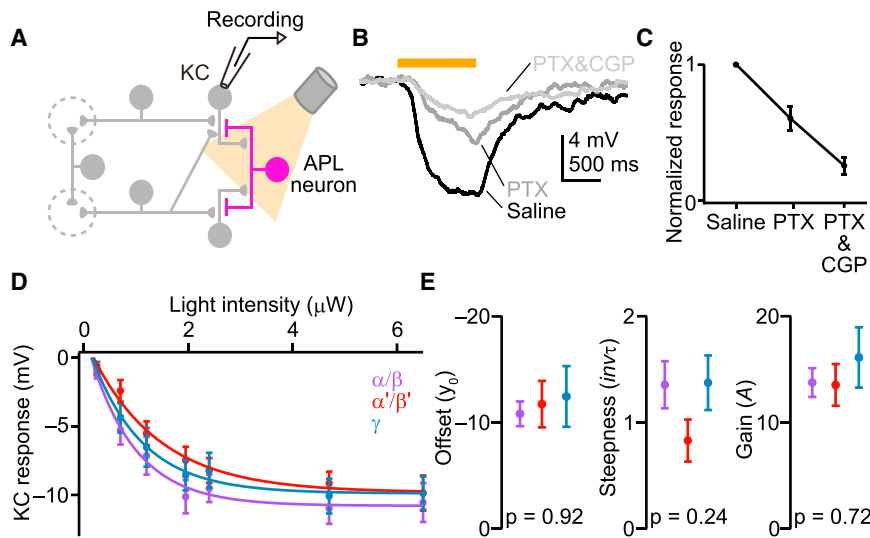 A
Recording
KC
APL
neuron
B
PTX&CGP
4 mV
500 ms
PTX
Saline
C
Normalized response
1
0
Saline PTX PTX
&
CGP
D
Light intensity (μW)
0 2 4 6
KC response (mV)
0
−5
−10
α/β
α'/β'
γ
E
Offset (y0)
−20
−10
0
p = 0.92
Steepness (invτ)
2
1
0
p = 0.24
Gain (A)
20
10
0
p = 0.72